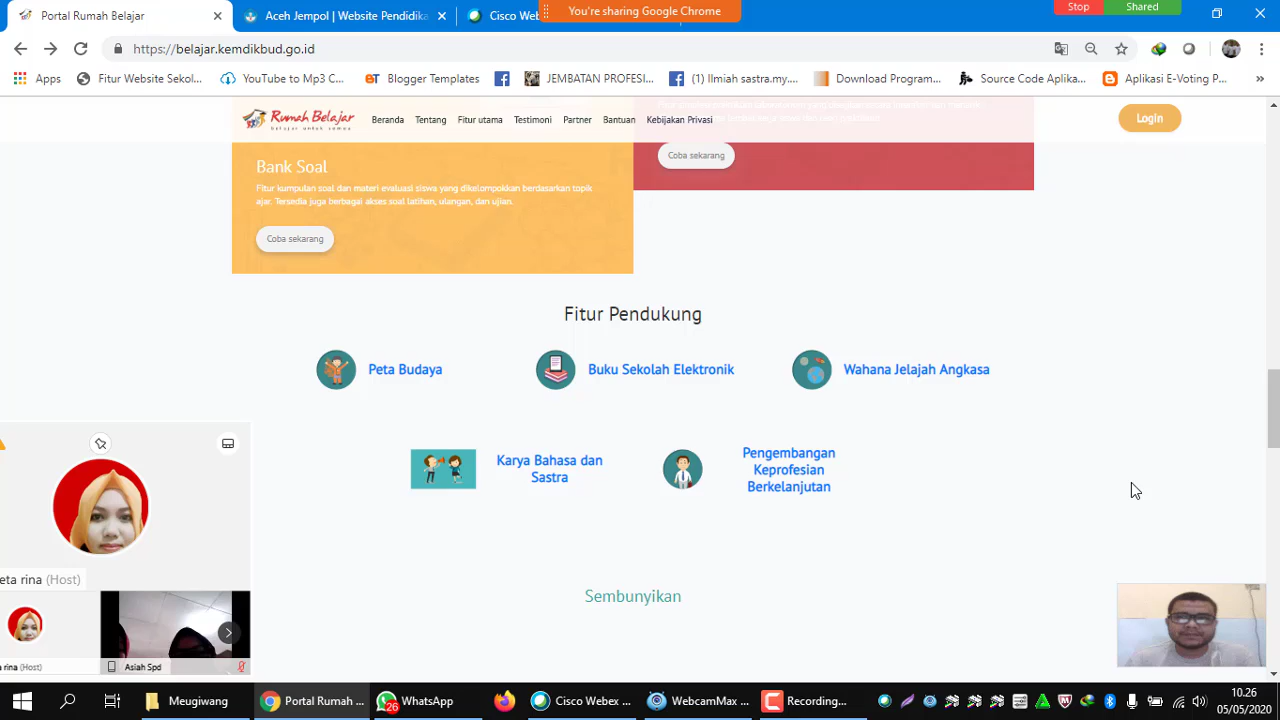 Portal Rumah Belajar
Aceh Jempol | Website Pendidika
Cisco Web
You're sharing Google Chrome
Stop
Shared
https://belajar.kemdikbud.go.id
Apps
Fitur Website Sekol...
YouTube to Mp3 C...
Blogger Templates
JEMBATAN PROFESI...
(1) Ilmiah sastra.my....
Download Program...
Source Code Aplikasi...
Aplikasi E-Voting P...
Rumah Belajar
belajar untuk semua
Beranda
Tentang
Fitur utama
Testimoni
Partner
Bantuan
Kebijakan Privasi
Login
Coba sekarang
Bank Soal
Fitur kumpulan soal dan materi evaluasi siswa yang dikelompokkan berdasarkan topik
ajar. Tersedia juga berbagai akses soal latihan, ulangan, dan ujian.
Coba sekarang
Fitur Pendukung
Peta Budaya
Buku Sekolah Elektronik
Wahana Jelajah Angkasa
Karya Bahasa dan
Sastra
Pengembangan
Keprofesian
Berkelanjutan
Sembunyikan
eta rina (Host)
a rina (Host)
Asiah Spd
Meugiwang
Portal Rumah ...
26
WhatsApp
Cisco Webex ...
WebcamMax ...
Recording...
10.26
05/05/2020